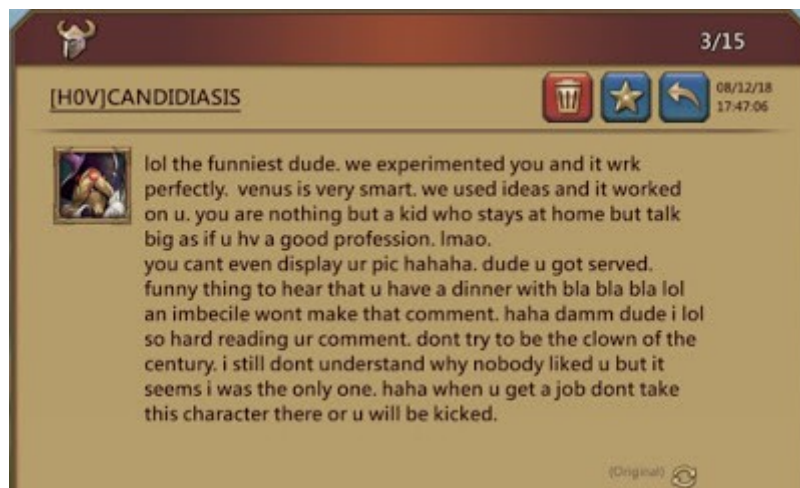 3/15
[H0V]CANDIDIASIS
08/12/18
17:47:06
lol the funniest dude. we experimented you and it wrk
perfectly. venus is very smart. we used ideas and it worked
on u. you are nothing but a kid who stays at home but talk
big as if u hv a good profession. lmao.
you cant even display ur pic hahaha. dude u got served.
funny thing to hear that u have a dinner with bla bla bla lol
an imbecile wont make that comment. haha damm dude i lol
so hard reading ur comment. dont try to be the clown of the
century. i still dont understand why nobody liked u but it
seems i was the only one. haha when u get a job dont take
this character there or u will be kicked.
(Original)